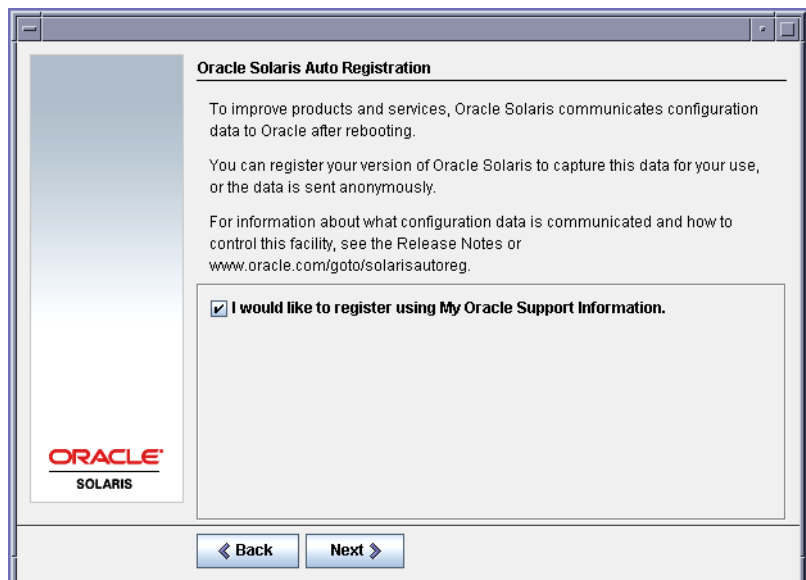 Oracle Solaris Auto Registration
To improve products and services, Oracle Solaris communicates configuration
data to Oracle after rebooting.
You can register your version of Oracle Solaris to capture this data for your use,
or the data is sent anonymously.
For information about what configuration data is communicated and how to
control this facility, see the Release Notes or
www.oracle.com/goto/solarisautoreg.
I would like to register using My Oracle Support Information.
ORACLE
SOLARIS
Back
Next